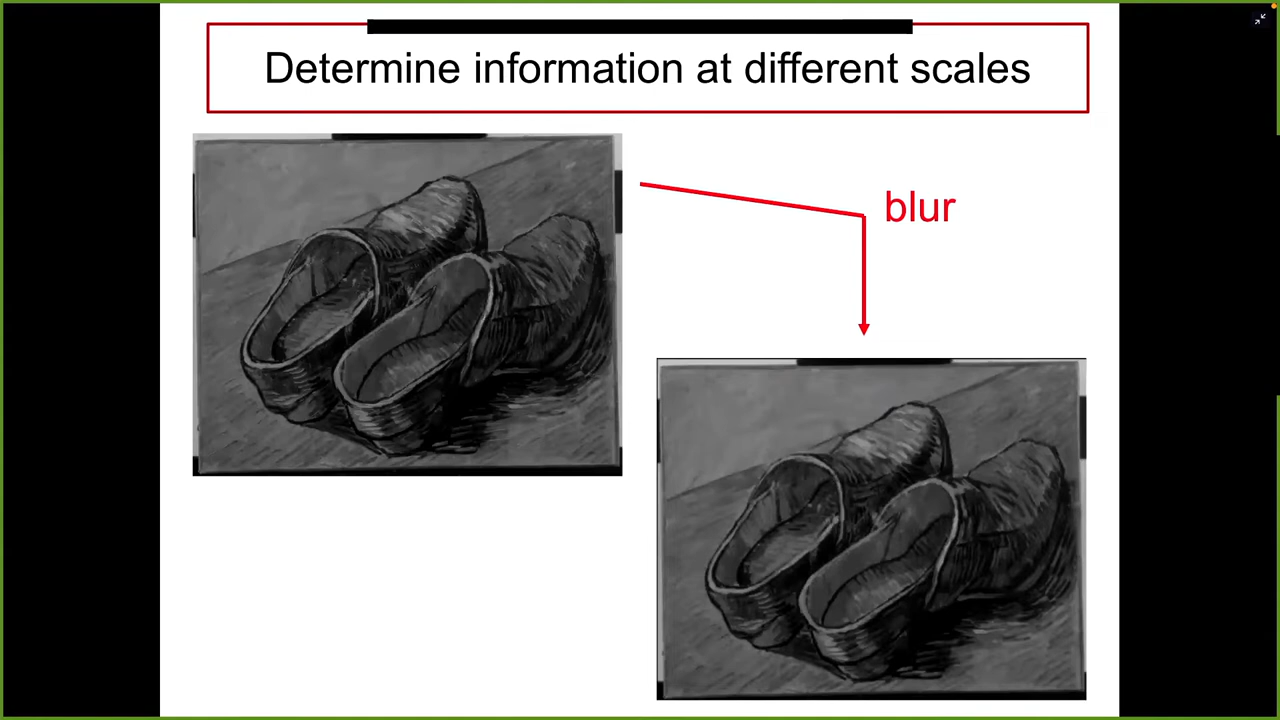 Determine information at different scales
blur